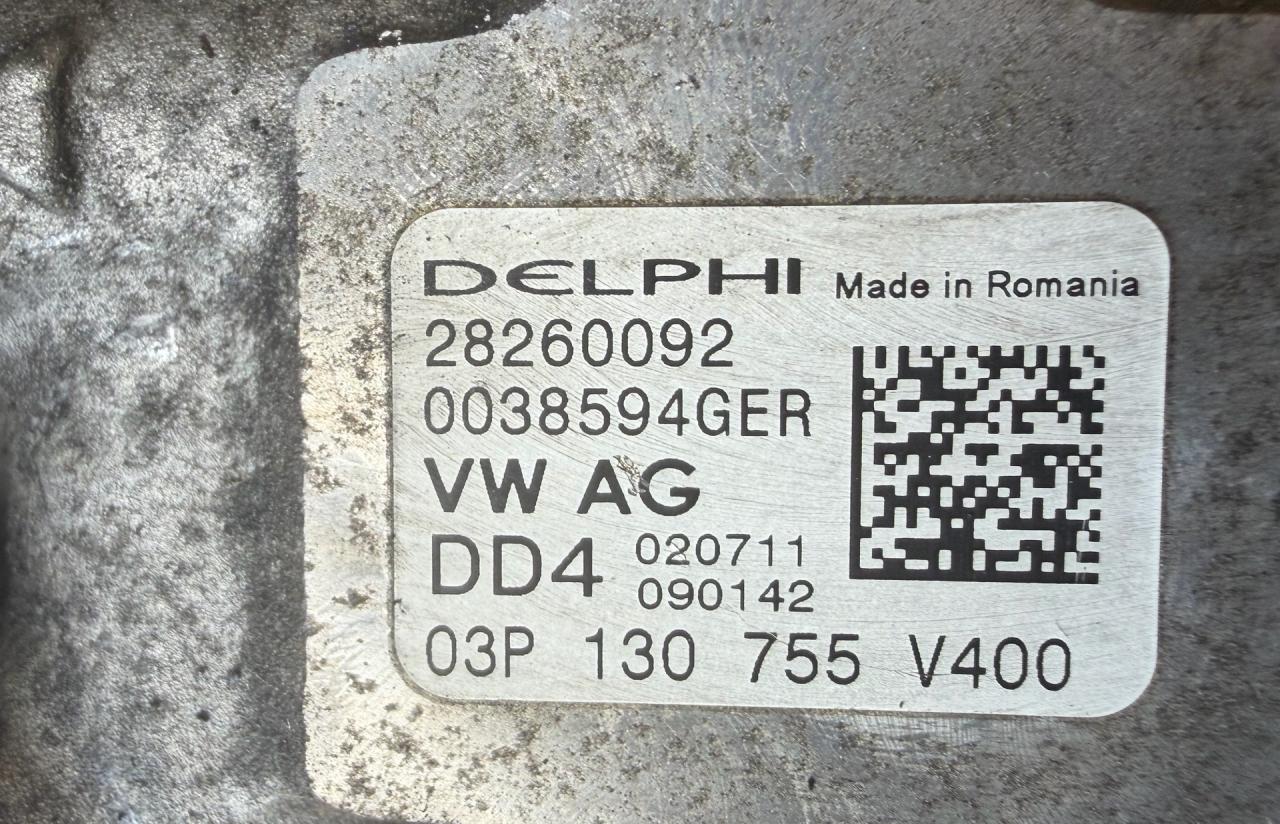 DELPHI Made in Romania
28260092
0038594GER
VW AG
DD4 020711
090142
03P 130 755 V400